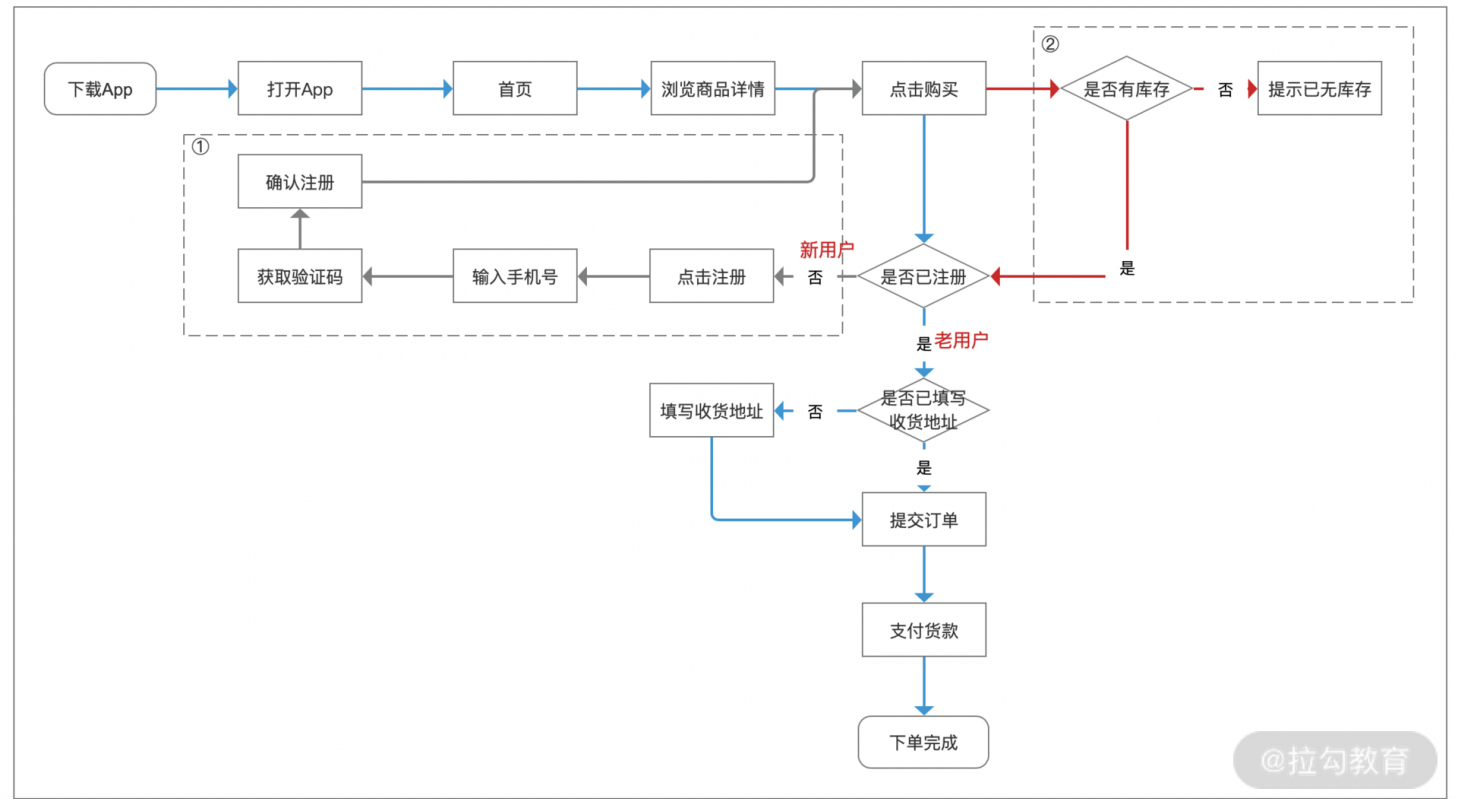 ②
下载App
打开App
首页
浏览商品详情
点击购买
是否有库存
否
提示已无库存
①
确认注册
新用户
获取验证码
输入手机号
点击注册
否
是否已注册
是
是
老用户
填写收货地址
否
是否已填写
收货地址
是
提交订单
支付货款
下单完成
@拉勾教育